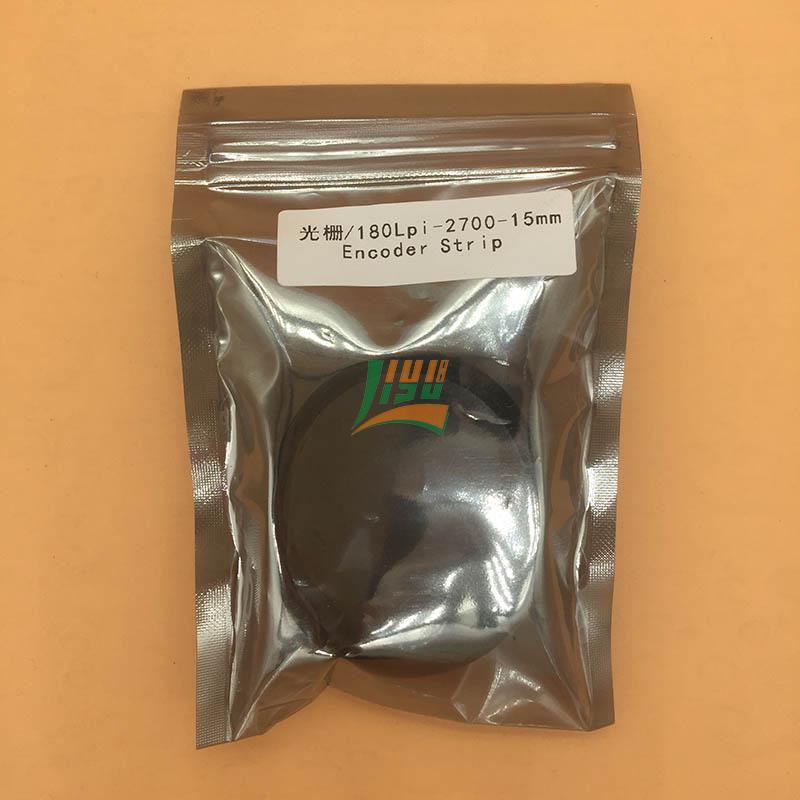 光栅/180Lpi-2700-15mm
Encoder Strip